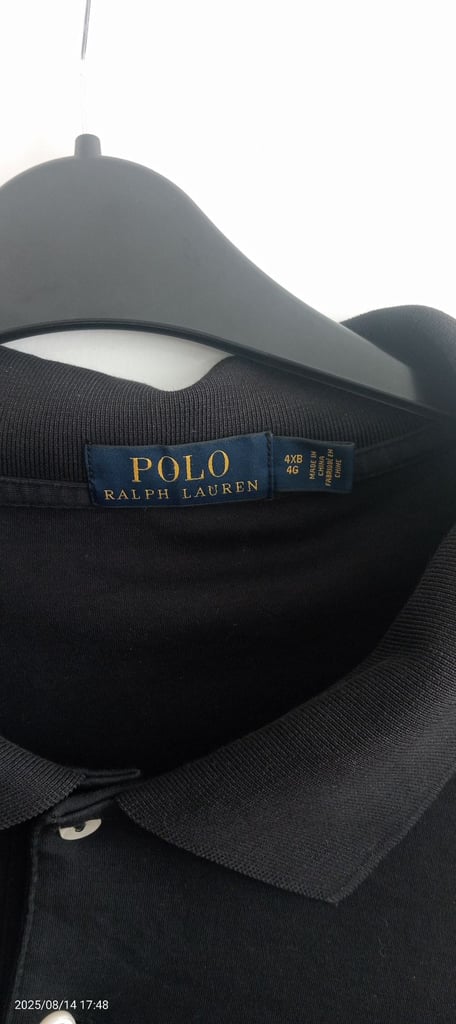 POLO
RALPH LAUREN
4XB
4G
MADE IN
CHINA
FABRIQUÉ EN
CHINE
2025/08/14 17:48